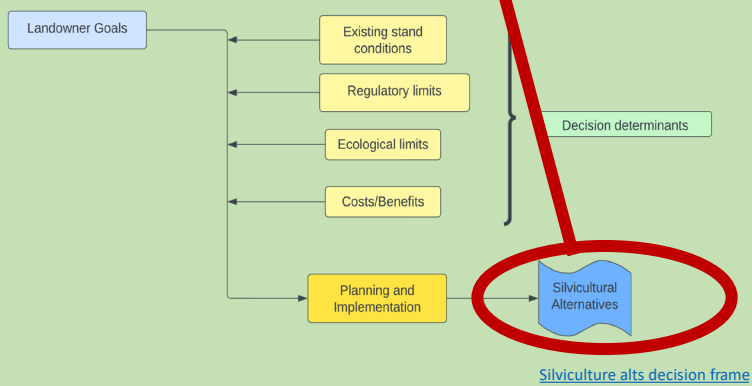 Landowner Goals
Existing stand
conditions
Regulatory limits
Ecological limits
Decision determinants
Costs/Benefits
Planning and
Implementation
Silvicultural
Alternatives
Silviculture alts decision frame